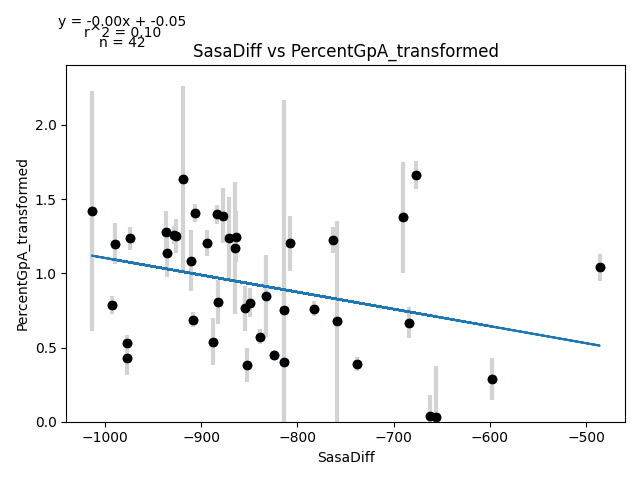 y = -0.00x + -0.05
r^2 = 0.10
n = 42
SasaDiff vs PercentGpA_transformed
PercentGpA_transformed
2.0
1.5
1.0
0.5
0.0
−1000 −900 −800 −700 −600 −500
SasaDiff